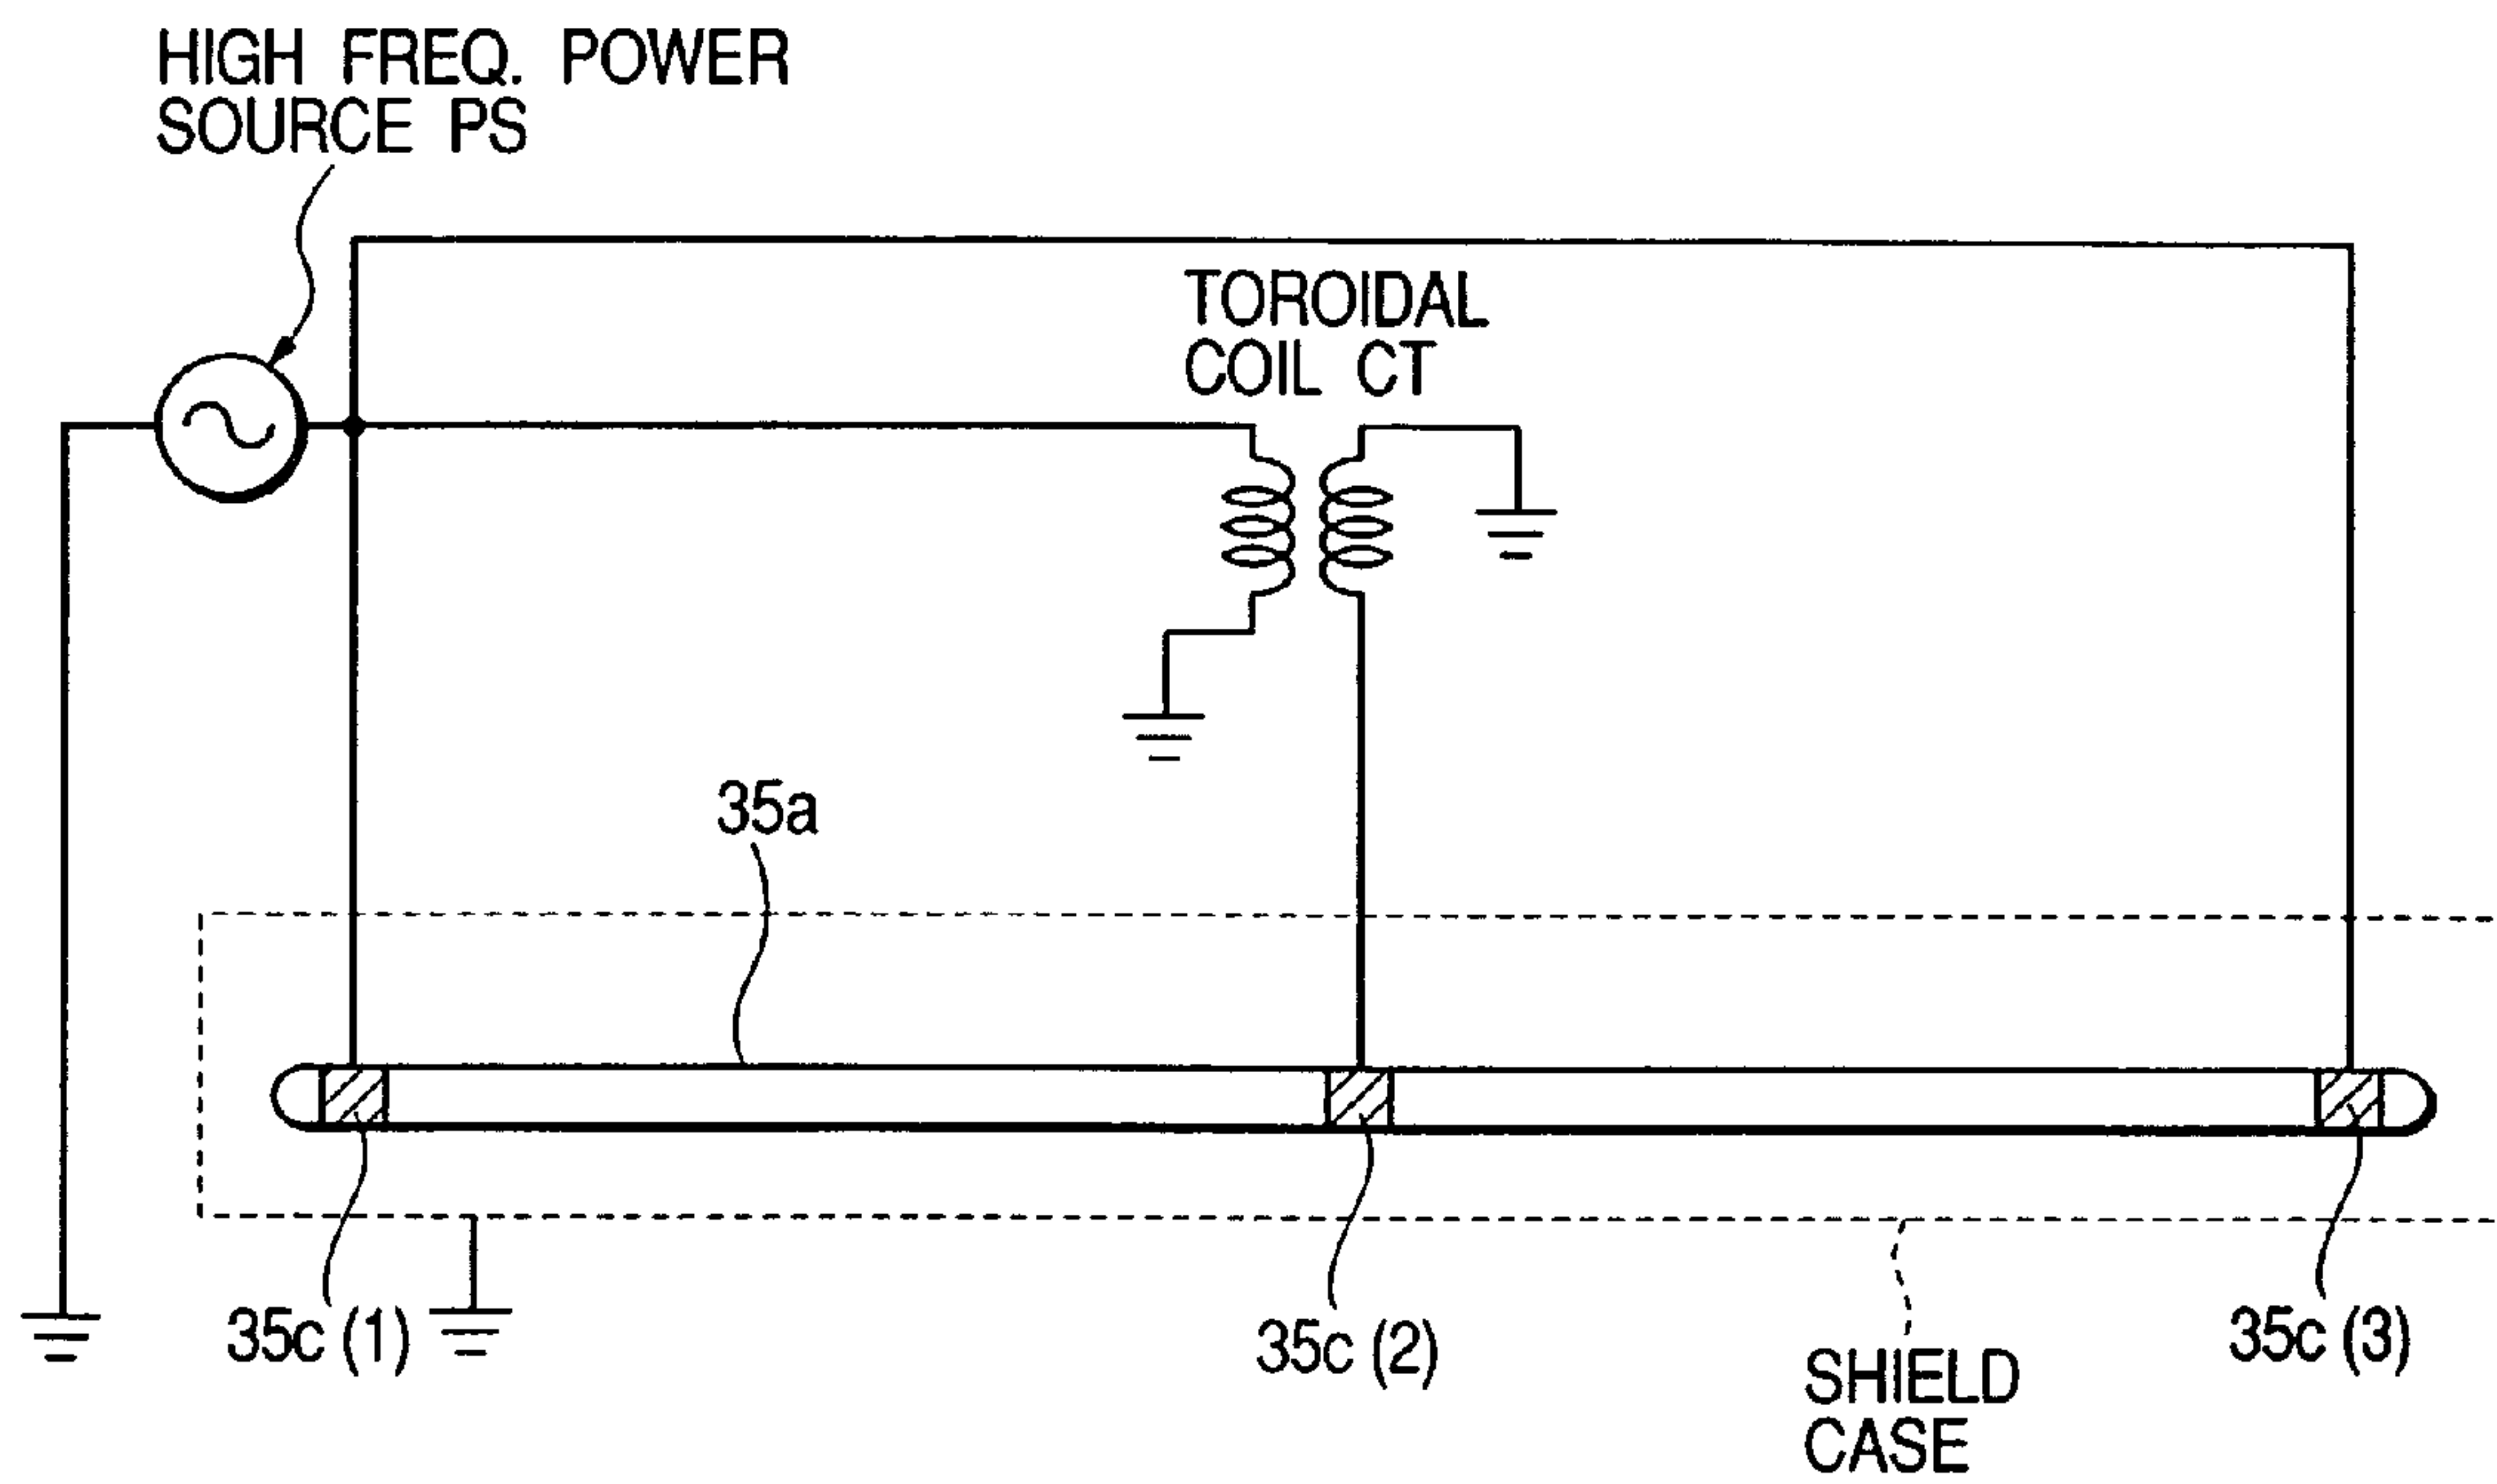 HIGH FREQ. POWER
SOURCE PS
TOROIDAL
COIL CT
35a
35c (1)
35c (2)
35c (3)
SHIELD
CASE